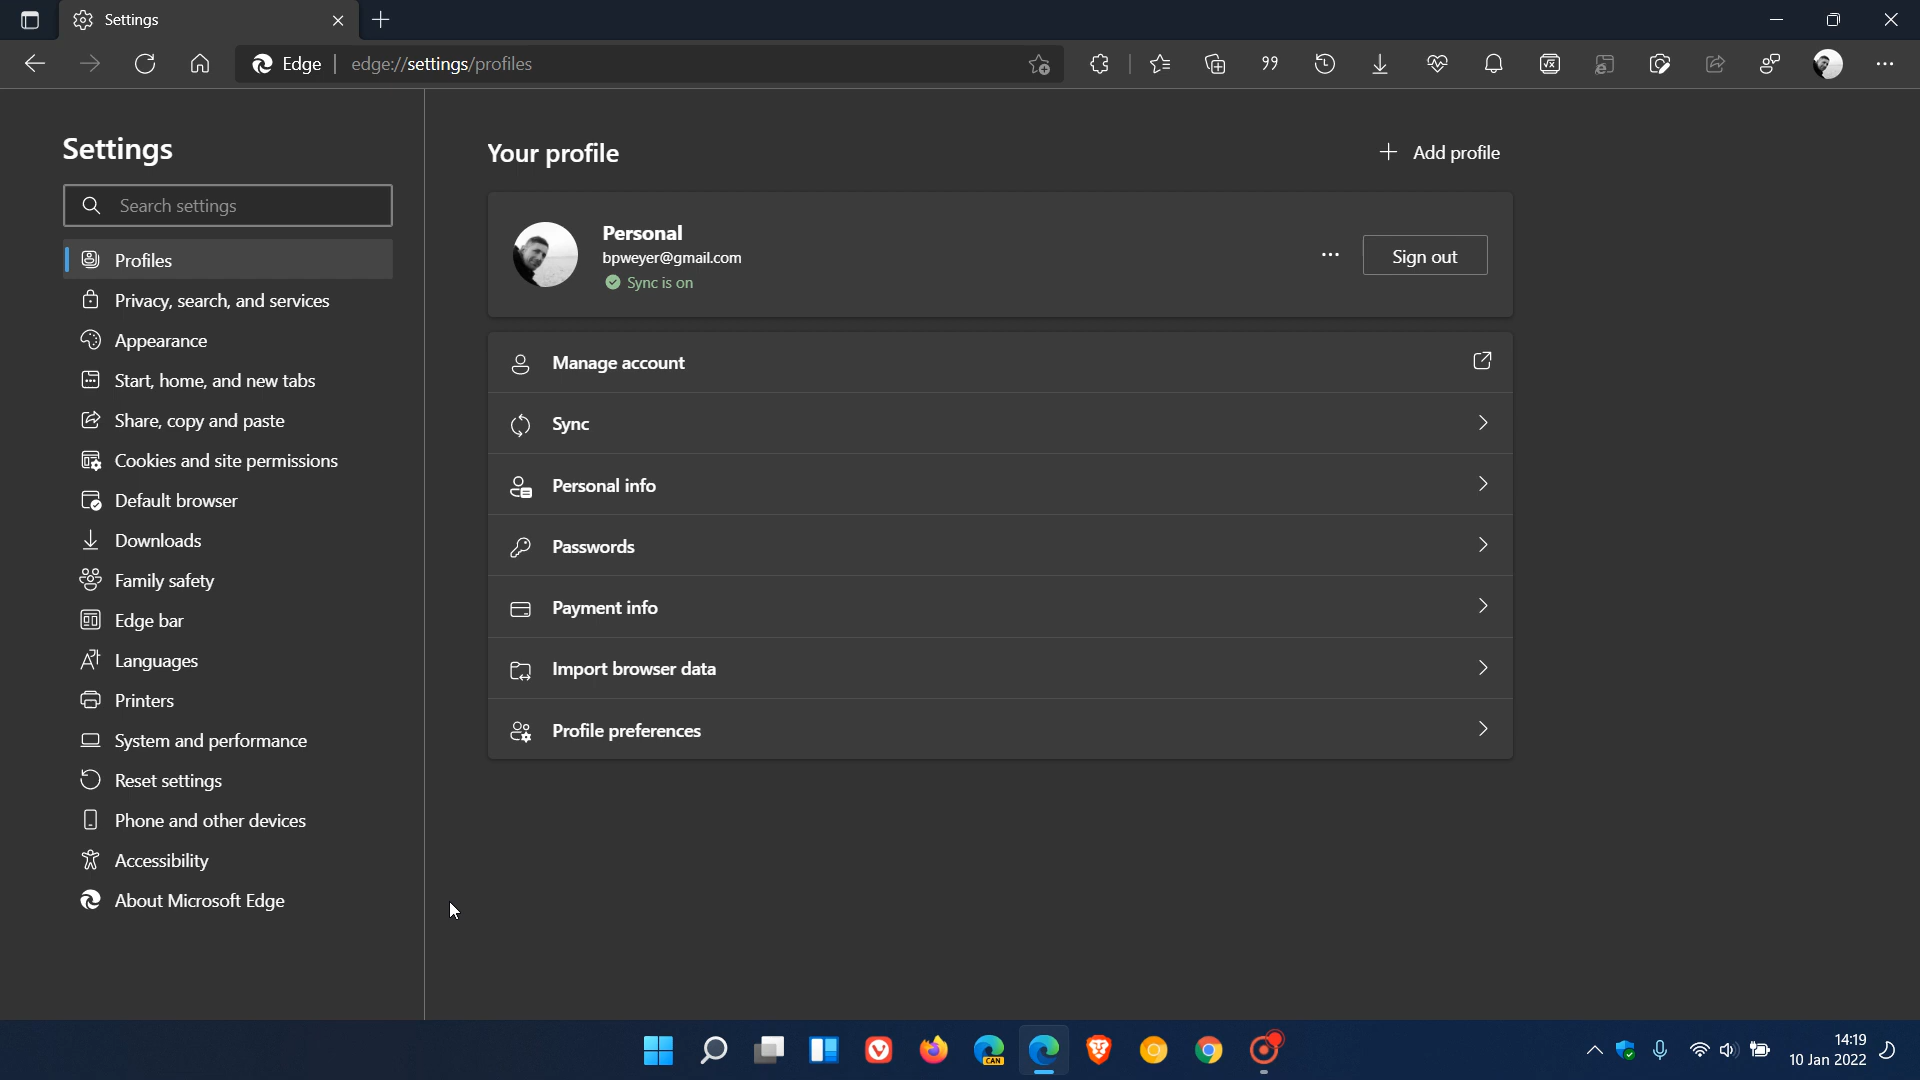 Settings
Edge
edge://settings/profiles
Settings
Search settings
Profiles
Privacy, search, and services
Appearance
Start, home, and new tabs
Share, copy and paste
Cookies and site permissions
Default browser
Downloads
Family safety
Edge bar
Languages
Printers
System and performance
Reset settings
Phone and other devices
Accessibility
About Microsoft Edge
Your profile
Add profile
Personal
bpweyer@gmail.com
Sync is on
Sign out
Manage account
Sync
Personal info
Passwords
Payment info
Import browser data
Profile preferences
CAN
14:19
10 Jan 2022